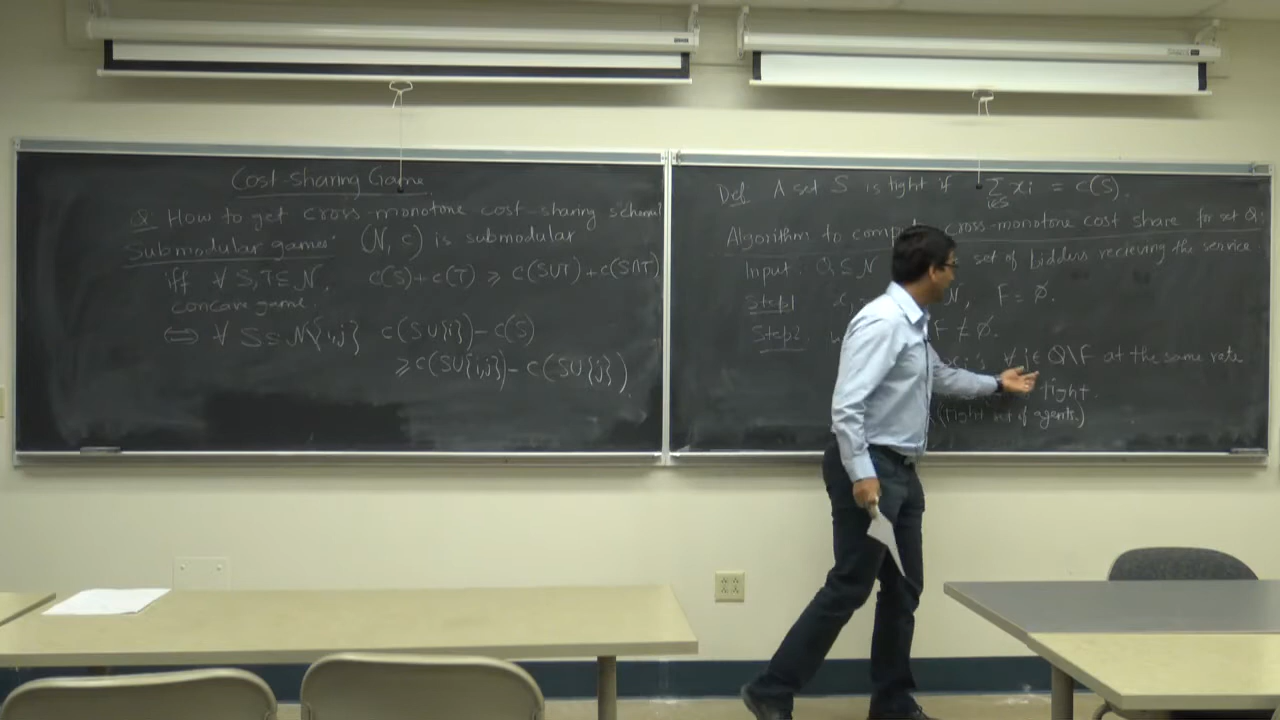 Cost-Sharing Game
Q: How to get cross-monotone cost-sharing schemes?
Submodular games: (N, c) is submodular
iff ∀ S,T ⊆ N, c(S)+c(T) ⩾ c(S∪T)+c(S∩T)
concave game.
⟺ ∀ S⊆N\{i,j} c(S∪{i})-c(S)
⩾ c(S∪{i,j})-c(S∪{j})
Def A set S is tight if Σ_{i∈S} xi = c(S).
Algorithm to compute cross-monotone cost share for set Q:
Input: Q ⊆ N set of bidders recieving the service
Step1 N, F = ∅.
Step2 F ≠ ∅.
∀ j∈ Q\F at the same rate
tight.
(tight set of agents.)